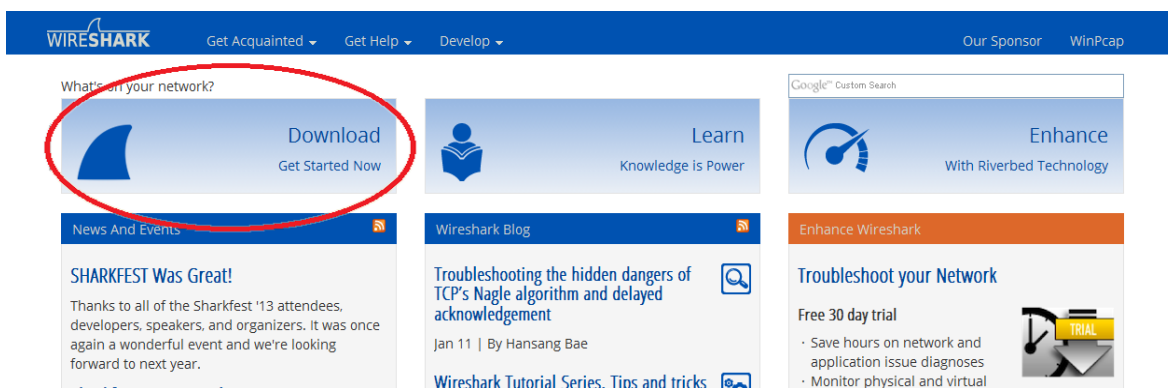 WIRESHARK Get Acquainted Get Help Develop Our Sponsor WinPcap
What's on your network?
Google™ Custom Search
Download
Get Started Now
Learn
Knowledge is Power
Enhance
With Riverbed Technology
News And Events
SHARKFEST Was Great!
Thanks to all of the Sharkfest '13 attendees,
developers, speakers, and organizers. It was once
again a wonderful event and we're looking
forward to next year.
Wireshark Blog
Troubleshooting the hidden dangers of
TCP's Nagle algorithm and delayed
acknowledgement
Jan 11 | By Hansang Bae
Wireshark Tutorial Series. Tips and tricks
Enhance Wireshark
Troubleshoot your Network
Free 30 day trial
TRIAL
· Save hours on network and
application issue diagnoses
· Monitor physical and virtual